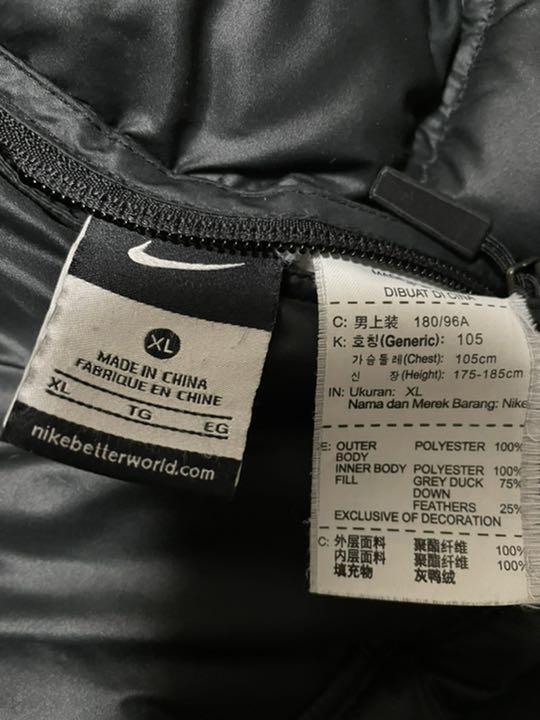 XL
MADE IN CHINA
FABRIQUE EN CHINE
XL TG EG
nikebetterworld.com
DIBUAT DI CINA
C: 男上装 180/96A
K: 호칭(Generic): 105
가슴둘레(Chest): 105cm
신 장(Height): 175-185cm
IN: Ukuran: XL
Nama dan Merek Barang: Nike
E: OUTER BODY POLYESTER 100%
INNER BODY POLYESTER 100%
FILL GREY DUCK DOWN 75%
FEATHERS 25%
EXCLUSIVE OF DECORATION
C: 外层面料 聚酯纤维 100%
内层面料 聚酯纤维 100%
填充物 灰鸭绒